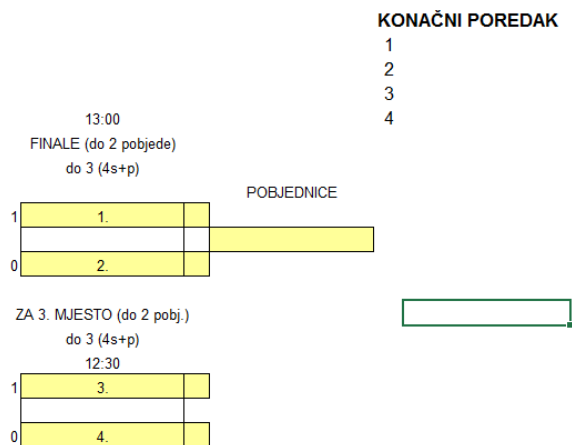 KONAČNI POREDAK
1
2
3
4
13:00
FINALE (do 2 pobjede)
do 3 (4s+p)
POBJEDNICE
1 1.
0 2.
ZA 3. MJESTO (do 2 pobj.)
do 3 (4s+p)
12:30
1 3.
0 4.